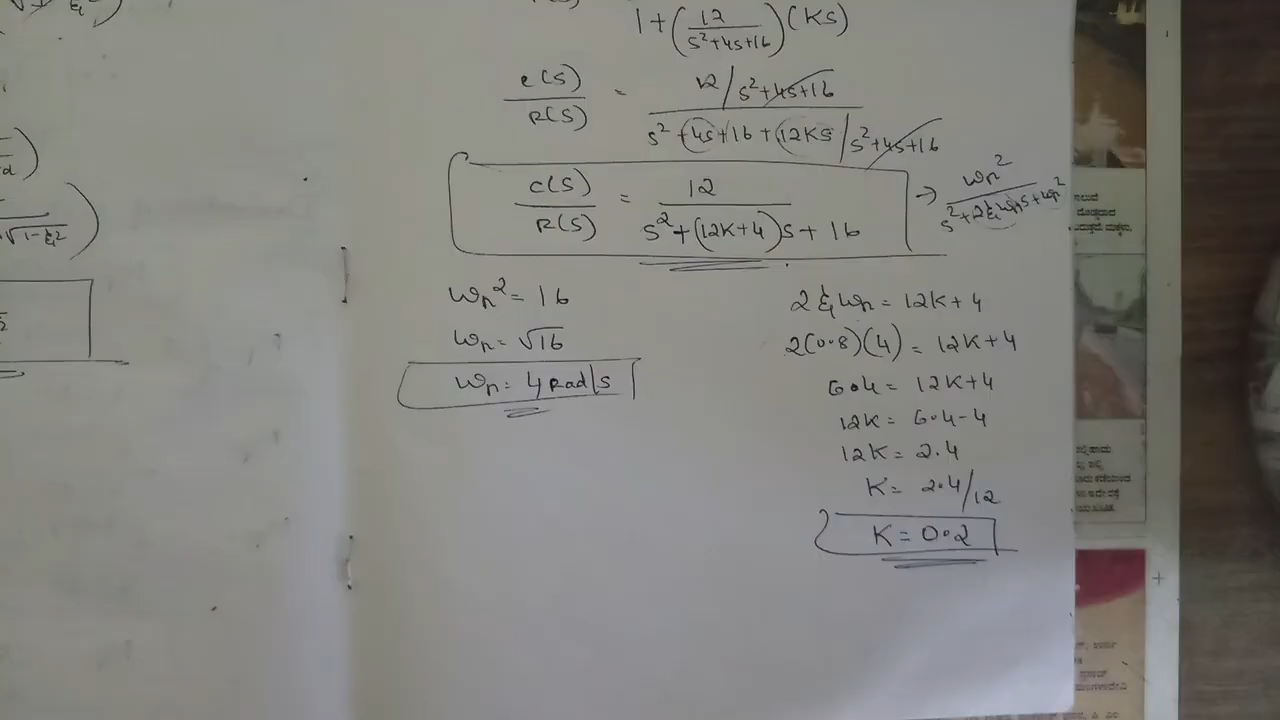 1+(12/s²+4s+16)(Ks)
C(S)/R(S) = 12/s²+4s+16 / s²+4s+16+12KS/s²+4s+16
C(S)/R(S) = 12/s²+(12K+4)s+16 → ωn²/s²+2ξωns+ωn²
ωn² = 16
ωn = √16
ωn = 4 rad/s
2ξωn = 12K+4
2(0.8)(4) = 12K+4
6.4 = 12K+4
12K = 6.4-4
12K = 2.4
K = 2.4/12
K = 0.2
√1-ξ²